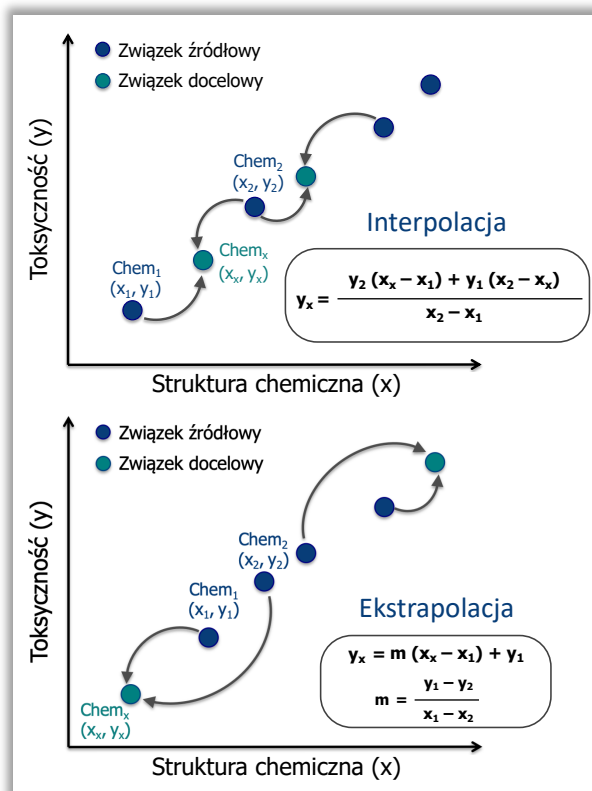 Związek źródłowy
Związek docelowy
Toksyczność (y)
Chem₂
(x₂, y₂)
Chem₁
(x₁, y₁)
Chemₓ
(xₓ, yₓ)
Interpolacja
yₓ = y₂ (xₓ – x₁) + y₁ (x₂ – xₓ)
x₂ – x₁
Struktura chemiczna (x)
Związek źródłowy
Związek docelowy
Toksyczność (y)
Chem₂
(x₂, y₂)
Chem₁
(x₁, y₁)
Chemₓ
(xₓ, yₓ)
Ekstrapolacja
yₓ = m (xₓ – x₁) + y₁
m = y₁ – y₂
x₁ – x₂
Struktura chemiczna (x)